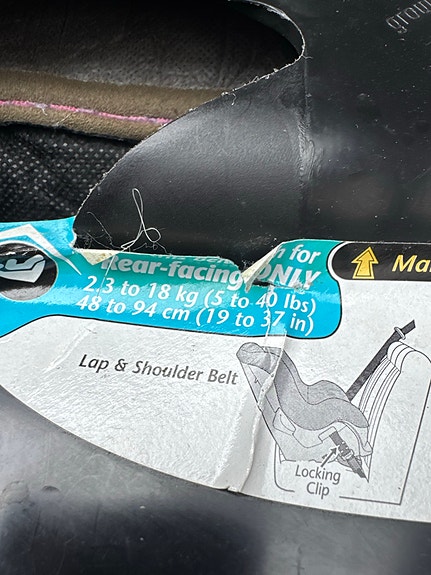 for
Rear-facing ONLY
2.3 to 18 kg (5 to 40 lbs)
48 to 94 cm (19 to 37 in)
Lap & Shoulder Belt
Locking
Clip